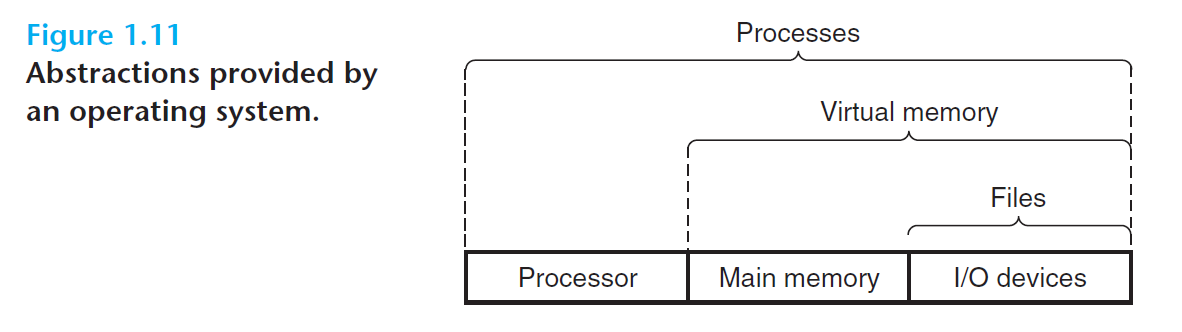 Figure 1.11
Abstractions provided by
an operating system.
Processes
Virtual memory
Files
Processor
Main memory
I/O devices